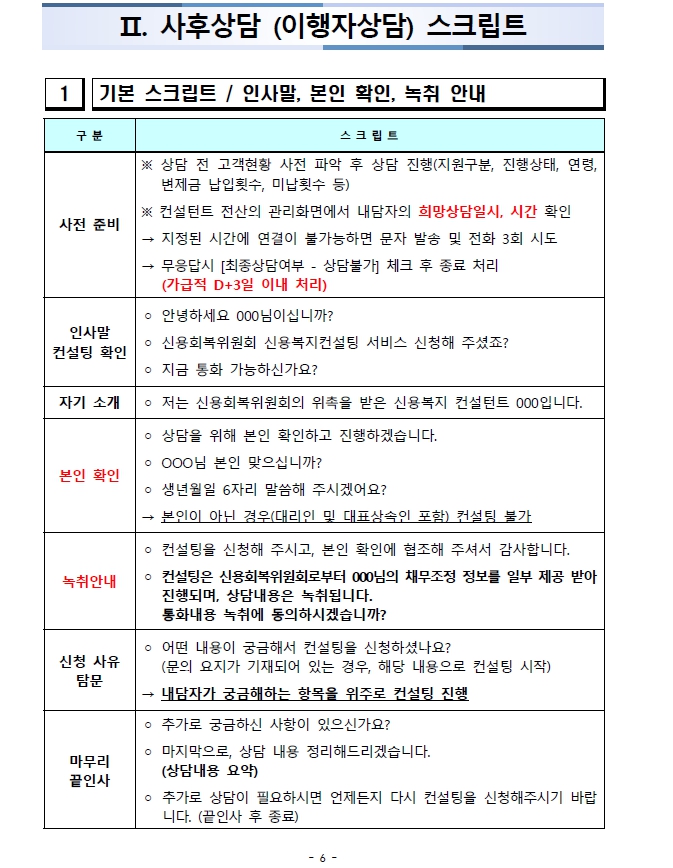 Ⅱ. 사후상담 (이행자상담) 스크립트
1 기본 스크립트 / 인사말, 본인 확인, 녹취 안내
구 분 스 크 립 트
사전 준비
※ 상담 전 고객현황 사전 파악 후 상담 진행(지원구분, 진행상태, 연령,
변제금 납입횟수, 미납횟수 등)
※ 컨설턴트 전산의 관리화면에서 내담자의 희망상담일시, 시간 확인
→ 지정된 시간에 연결이 불가능하면 문자 발송 및 전화 3회 시도
→ 무응답시 [최종상담여부 - 상담불가] 체크 후 종료 처리
(가급적 D+3일 이내 처리)
인사말
컨설팅 확인
○ 안녕하세요 000님이십니까?
○ 신용회복위원회 신용복지컨설팅 서비스 신청해 주셨죠?
○ 지금 통화 가능하신가요?
자기 소개
○ 저는 신용회복위원회의 위촉을 받은 신용복지 컨설턴트 000입니다.
본인 확인
○ 상담을 위해 본인 확인하고 진행하겠습니다.
○ OOO님 본인 맞으십니까?
○ 생년월일 6자리 말씀해 주시겠어요?
→ 본인이 아닌 경우(대리인 및 대표상속인 포함) 컨설팅 불가
녹취안내
○ 컨설팅을 신청해 주시고, 본인 확인에 협조해 주셔서 감사합니다.
○ 컨설팅은 신용회복위원회로부터 000님의 채무조정 정보를 일부 제공 받아
진행되며, 상담내용은 녹취됩니다.
통화내용 녹취에 동의하시겠습니까?
신청 사유
탐문
○ 어떤 내용이 궁금해서 컨설팅을 신청하셨나요?
(문의 요지가 기재되어 있는 경우, 해당 내용으로 컨설팅 시작)
→ 내담자가 궁금해하는 항목을 위주로 컨설팅 진행
마무리
끝인사
○ 추가로 궁금하신 사항이 있으신가요?
○ 마지막으로, 상담 내용 정리해드리겠습니다.
(상담내용 요약)
○ 추가로 상담이 필요하시면 언제든지 다시 컨설팅을 신청해주시기 바랍
니다. (끝인사 후 종료)
- 6 -